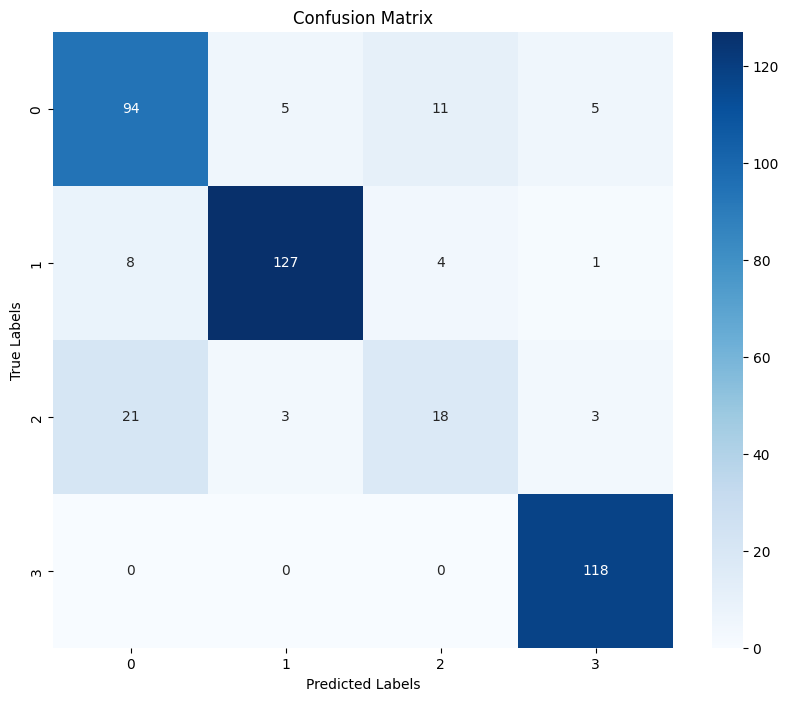 Confusion Matrix
0 94 5 11 5
1 8 127 4 1
2 21 3 18 3
3 0 0 0 118
0 1 2 3
Predicted Labels
True Labels
120
100
80
60
40
20
0